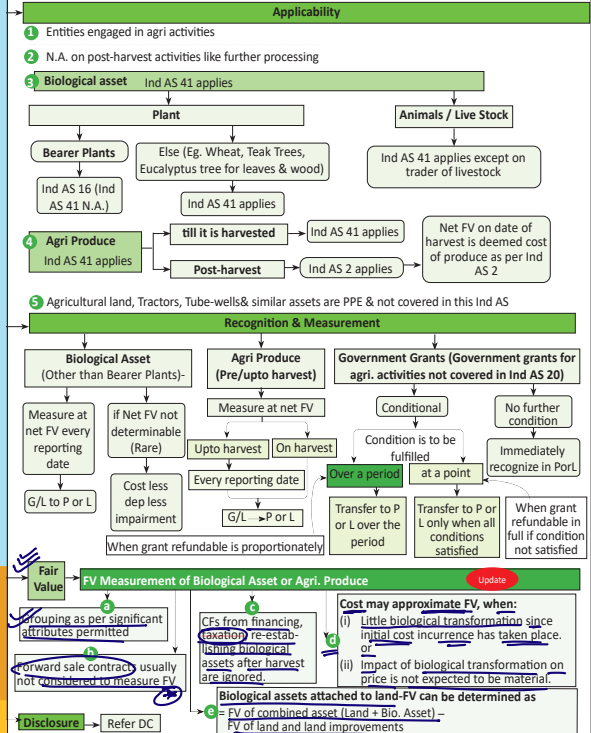 Applicability
1 Entities engaged in agri activities
2 N.A. on post-harvest activities like further processing
3 Biological asset Ind AS 41 applies
Plant
Animals / Live Stock
Bearer Plants
Else (Eg. Wheat, Teak Trees,
Eucalyptus tree for leaves & wood)
Ind AS 41 applies except on
trader of livestock
Ind AS 16 (Ind
AS 41 N.A.)
Ind AS 41 applies
4 Agri Produce
Ind AS 41 applies
till it is harvested
Ind AS 41 applies
Post-harvest
Ind AS 2 applies
Net FV on date of
harvest is deemed cost
of produce as per Ind
AS 2
5 Agricultural land, Tractors, Tube-wells& similar assets are PPE & not covered in this Ind AS
Recognition & Measurement
Biological Asset
(Other than Bearer Plants)-
Agri Produce
(Pre/upto harvest)
Government Grants (Government grants for
agri. activities not covered in Ind AS 20)
Measure at
net FV every
reporting
date
G/L to P or L
if Net FV not
determinable
(Rare)
Cost less
dep less
impairment
Measure at net FV
Upto harvest
On harvest
Every reporting date
G/L P or L
Conditional
Condition is to be
fulfilled
Over a period
at a point
Transfer to P
or L over the
period
Transfer to P or
L only when all
conditions
satisfied
No further
condition
Immediately
recognize in PorL
When grant
refundable in
full if condition
not satisfied
When grant refundable is proportionately
Fair
Value
FV Measurement of Biological Asset or Agri. Produce
Update
a
Grouping as per significant
attributes permitted
b
Forward sale contracts usually
not considered to measure FV
c
CFs from financing,
taxation, re-estab-
lishing biological
assets after harvest
are ignored.
d
Cost may approximate FV, when:
(i) Little biological transformation since
initial cost incurrence has taken place.
or
(ii) Impact of biological transformation on
price is not expected to be material.
e
Biological assets attached to land-FV can be determined as
= FV of combined asset (Land + Bio. Asset) –
FV of land and land improvements
Disclosure
Refer DC